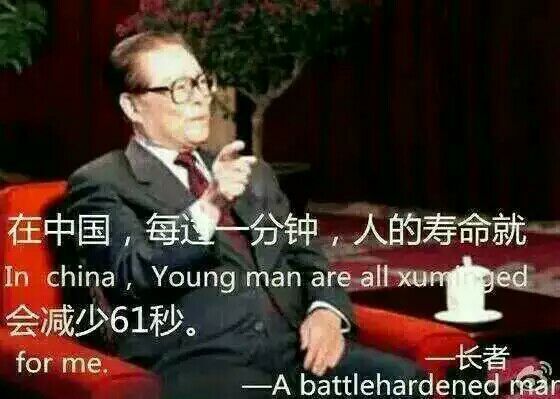 在中国，每过一分钟，人的寿命就
In china , Young man are all xuminged
会减少61秒。
for me.
—长者
—A battlehardened man